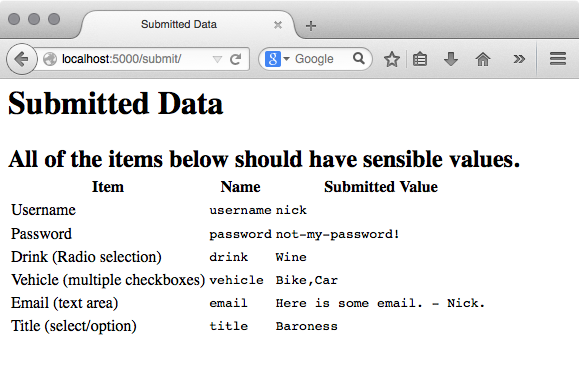 Submitted Data
localhost:5000/submit/
Google
Submitted Data
All of the items below should have sensible values.
Item Name Submitted Value
Username username nick
Password password not-my-password!
Drink (Radio selection) drink Wine
Vehicle (multiple checkboxes) vehicle Bike,Car
Email (text area) email Here is some email. - Nick.
Title (select/option) title Baroness